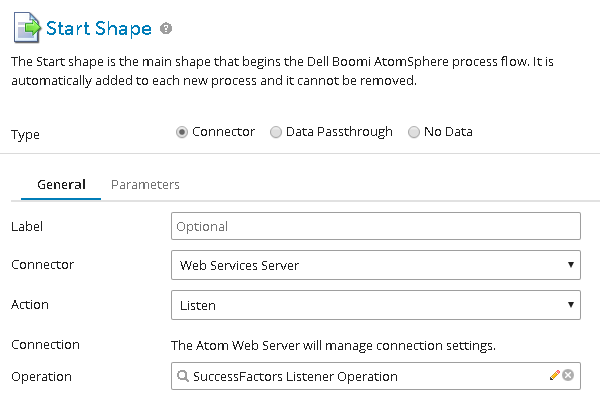 Start Shape ?
The Start shape is the main shape that begins the Dell Boomi AtomSphere process flow. It is
automatically added to each new process and it cannot be removed.
Type Connector Data Passthrough No Data
General Parameters
Label Optional
Connector Web Services Server
Action Listen
Connection The Atom Web Server will manage connection settings.
Operation SuccessFactors Listener Operation